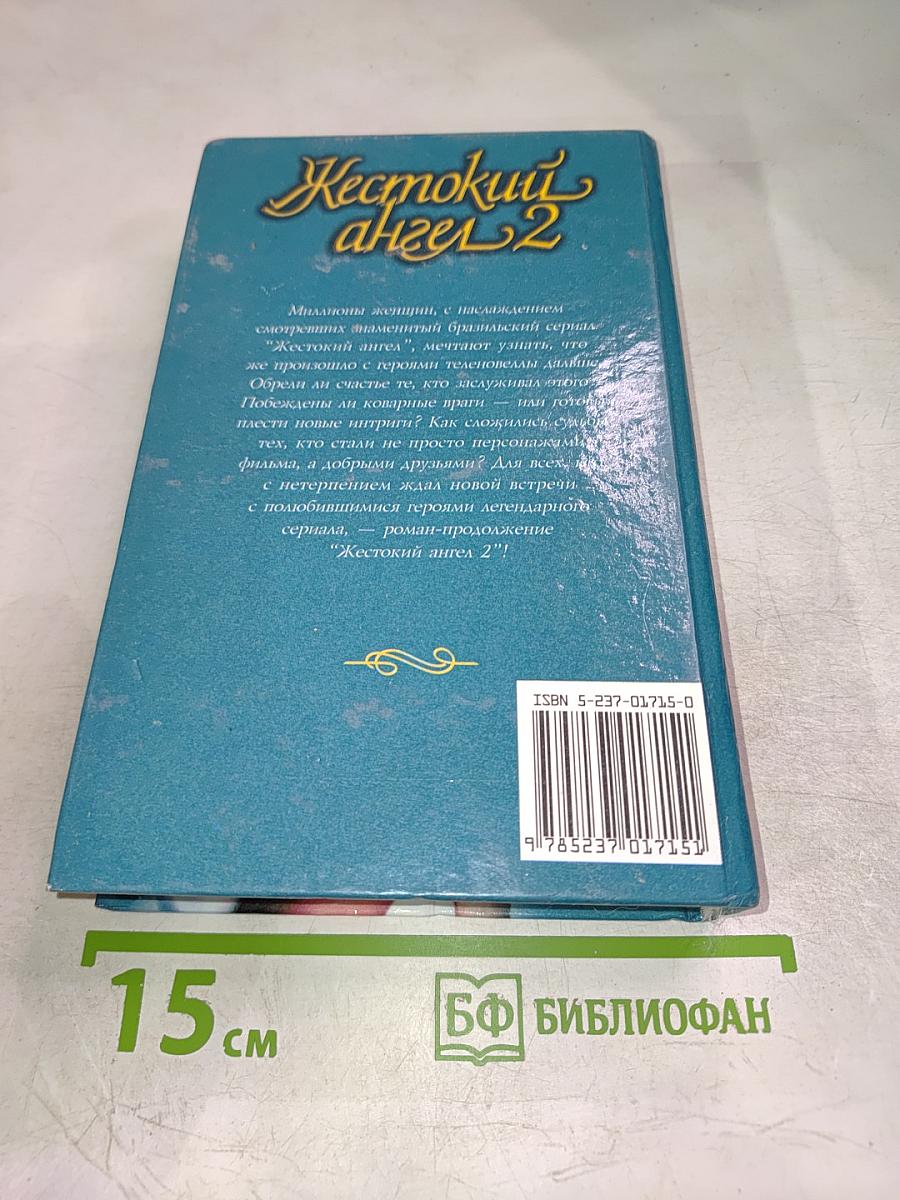 Жестокий
ангел 2
Миллионы женщин, с наслаждением
смотревших знаменитый бразильский сериал
"Жестокий ангел", мечтают узнать, что
же произошло с героями теленовеллы дальше.
Обрели ли счастье те, кто заслуживал этого?
Побеждены ли коварные враги — или готовы
плести новые интриги? Как сложились судьбы
тех, кто стали не просто персонажами
фильма, а добрыми друзьями? Для всех,
с нетерпением ждал новой встречи
с полюбившимися героями легендарного
сериала, — роман-продолжение
"Жестокий ангел 2"!
ISBN 5-237-01715-0
9 785237 017151
15 см
БФ БИБЛИОФАН